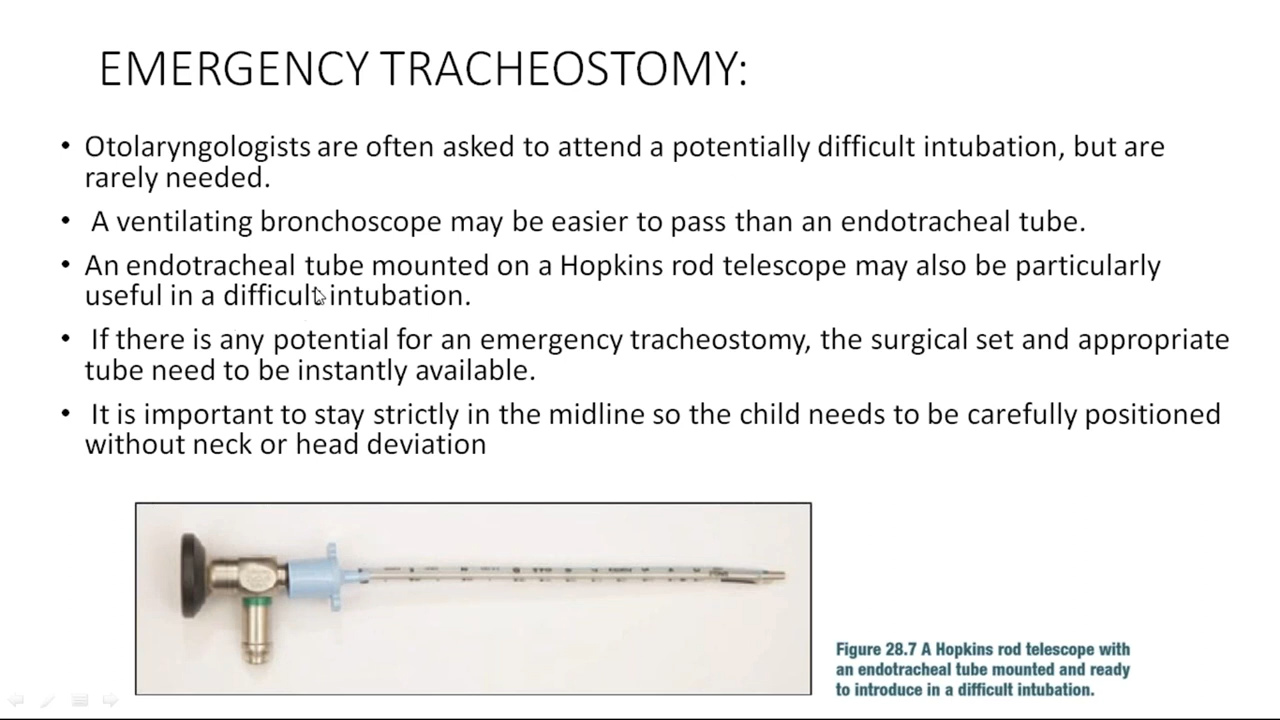 EMERGENCY TRACHEOSTOMY:
• Otolaryngologists are often asked to attend a potentially difficult intubation, but are
rarely needed.
• A ventilating bronchoscope may be easier to pass than an endotracheal tube.
• An endotracheal tube mounted on a Hopkins rod telescope may also be particularly
useful in a difficult intubation.
• If there is any potential for an emergency tracheostomy, the surgical set and appropriate
tube need to be instantly available.
• It is important to stay strictly in the midline so the child needs to be carefully positioned
without neck or head deviation
Figure 28.7 A Hopkins rod telescope with
an endotracheal tube mounted and ready
to introduce in a difficult intubation.